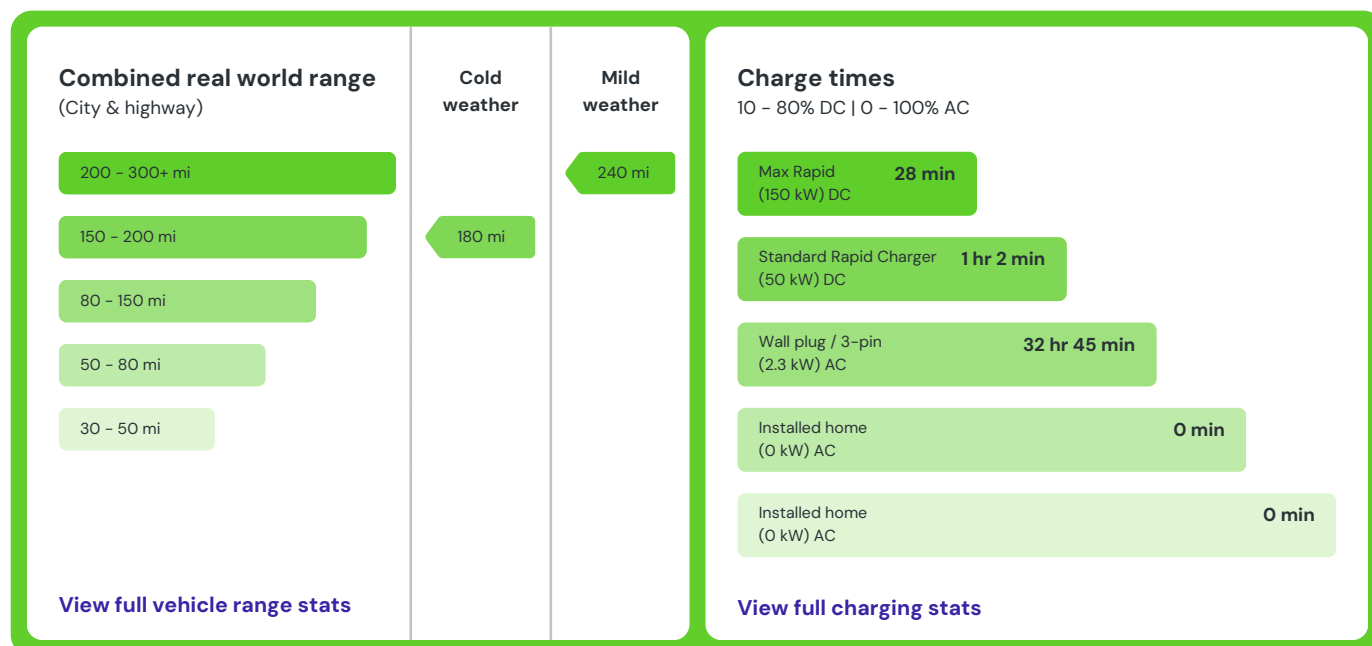 Combined real world range
(City & highway)
Cold
weather
Mild
weather
200 - 300+ mi
240 mi
150 - 200 mi
180 mi
80 - 150 mi
50 - 80 mi
30 - 50 mi
View full vehicle range stats
Charge times
10 - 80% DC | 0 - 100% AC
Max Rapid
(150 kW) DC
28 min
Standard Rapid Charger
(50 kW) DC
1 hr 2 min
Wall plug / 3-pin
(2.3 kW) AC
32 hr 45 min
Installed home
(0 kW) AC
0 min
Installed home
(0 kW) AC
0 min
View full charging stats